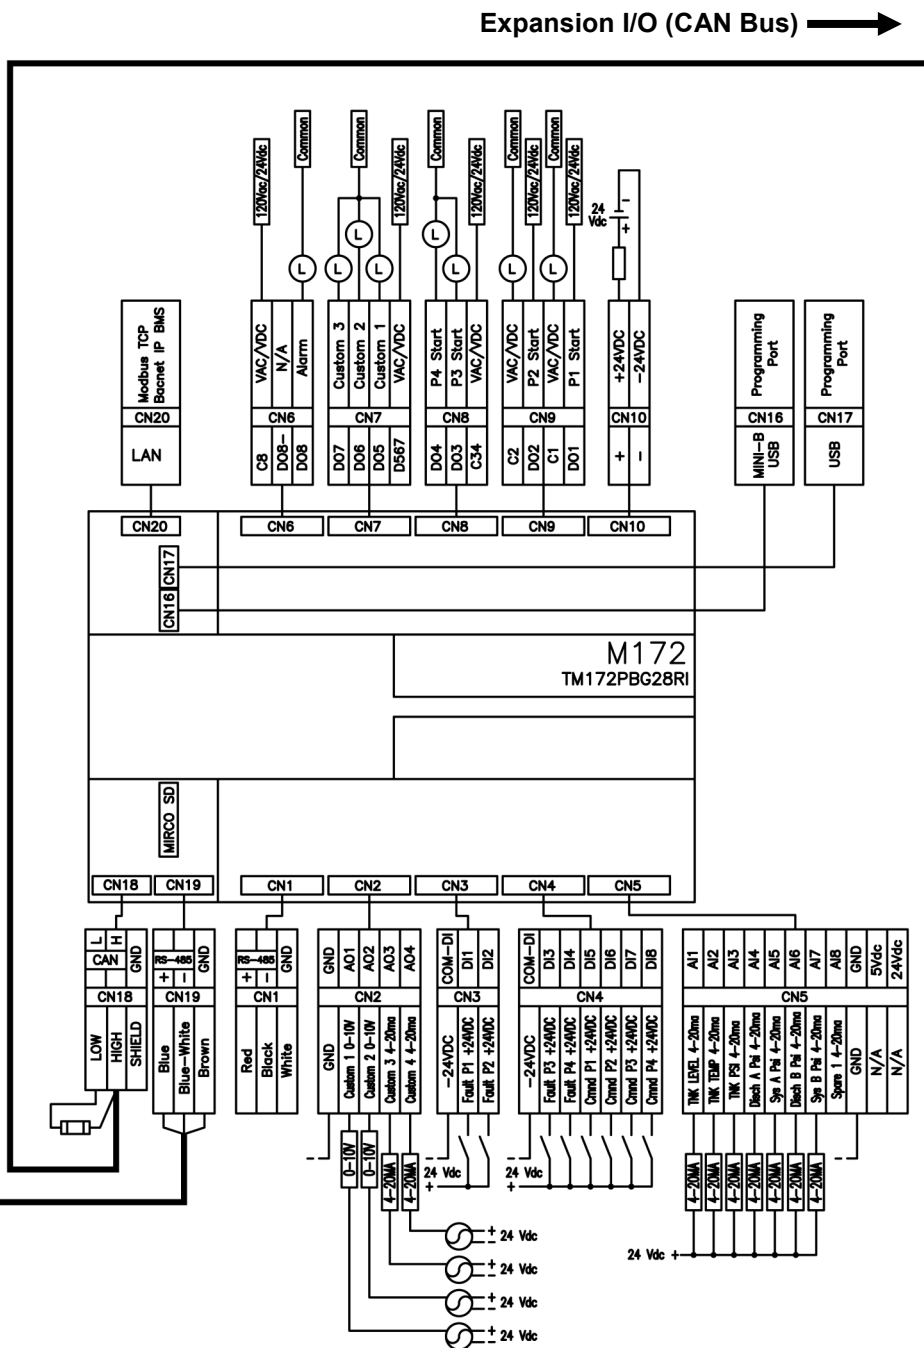 Expansion I/O (CAN Bus)
Common
Common
Common
Common
Common
120Vac/24Vdc
120Vac/24Vdc
120Vac/24Vdc
120Vac/24Vdc
120Vac/24Vdc
24
Vdc
-
+
L
L
L
L
L
L
L
L
Modbus TCP
Bacnet IP BMS
CN20
LAN
VAC/VDC
N/A
Alarm
CN6
C8
DO8-
DO8
Custom 3
Custom 2
Custom 1
VAC/VDC
CN7
DO7
DO6
DO5
D567
P4 Start
P3 Start
VAC/VDC
CN8
DO4
DO3
C34
VAC/VDC
P2 Start
VAC/VDC
P1 Start
CN9
C2
DO2
C1
DO1
+24VDC
-24VDC
CN10
+
-
Programming
Port
CN16
MINI-B
USB
Programming
Port
CN17
USB
CN20
CN6
CN7
CN8
CN9
CN10
CN17
CN16
M172
TM172PBG28RI
MIRCO SD
CN18
CN19
CN1
CN2
CN3
CN4
CN5
L
H
CAN
GND
CN18
LOW
HIGH
SHIELD
RS-485
+
-
GND
CN19
Blue
Blue-White
Brown
RS-485
+
-
GND
CN1
Red
Black
White
GND
AO1
AO2
AO3
AO4
CN2
GND
Custom 1 0-10V
Custom 2 0-10V
Custom 3 4-20ma
Custom 4 4-20ma
COM-DI
DI1
DI2
CN3
-24VDC
Fault P1 +24VDC
Fault P2 +24VDC
COM-DI
DI3
DI4
DI5
DI6
DI7
DI8
CN4
-24VDC
Fault P3 +24VDC
Fault P4 +24VDC
Cmnd P1 +24VDC
Cmnd P2 +24VDC
Cmnd P3 +24VDC
Cmnd P4 +24VDC
AI1
AI2
AI3
AI4
AI5
AI6
AI7
AI8
GND
5Vdc
24Vdc
CN5
TNK LEVEL 4-20ma
TNK TEMP 4-20ma
TNK PSI 4-20ma
Disch A Psi 4-20ma
Sys A Psi 4-20ma
Disch B Psi 4-20ma
Sys B Psi 4-20ma
Spare 1 4-20ma
GND
N/A
N/A
0-10V
0-10V
4-20MA
4-20MA
24 Vdc
+
24 Vdc
+
4-20MA
4-20MA
4-20MA
4-20MA
4-20MA
4-20MA
4-20MA
24 Vdc +
+
- 24 Vdc
+
- 24 Vdc
+
- 24 Vdc
+
- 24 Vdc